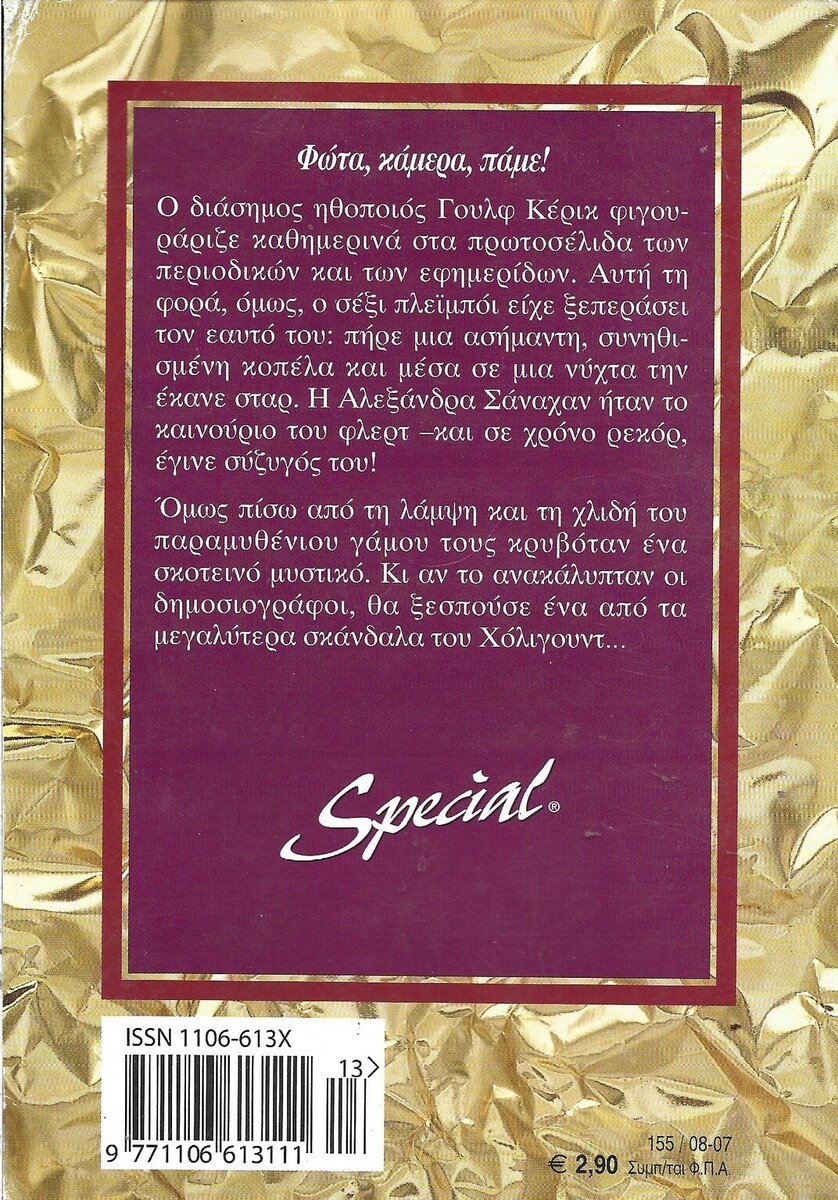 Φώτα, κάμερα, πάμε!
Ο διάσημος ηθοποιός Γουλφ Κέρικ φιγου-
ράριζε καθημερινά στα πρωτοσέλιδα των
περιοδικών και των εφημερίδων. Αυτή τη
φορά, όμως, ο σέξι πλεϊμπόι είχε ξεπεράσει
τον εαυτό του: πήρε μια ασήμαντη, συνηθι-
σμένη κοπέλα και μέσα σε μια νύχτα την
έκανε σταρ. Η Αλεξάνδρα Σάναχαν ήταν το
καινούριο του φλερτ –και σε χρόνο ρεκόρ,
έγινε σύζυγός του!
Όμως πίσω από τη λάμψη και τη χλιδή του
παραμυθένιου γάμου τους κρυβόταν ένα
σκοτεινό μυστικό. Κι αν το ανακάλυπταν οι
δημοσιογράφοι, θα ξεσπούσε ένα από τα
μεγαλύτερα σκάνδαλα του Χόλιγουντ...
Special®
ISSN 1106-613X
13>
9 771106 613111
155 / 08-07
€ 2,90 Συμπ/ται Φ.Π.Α.